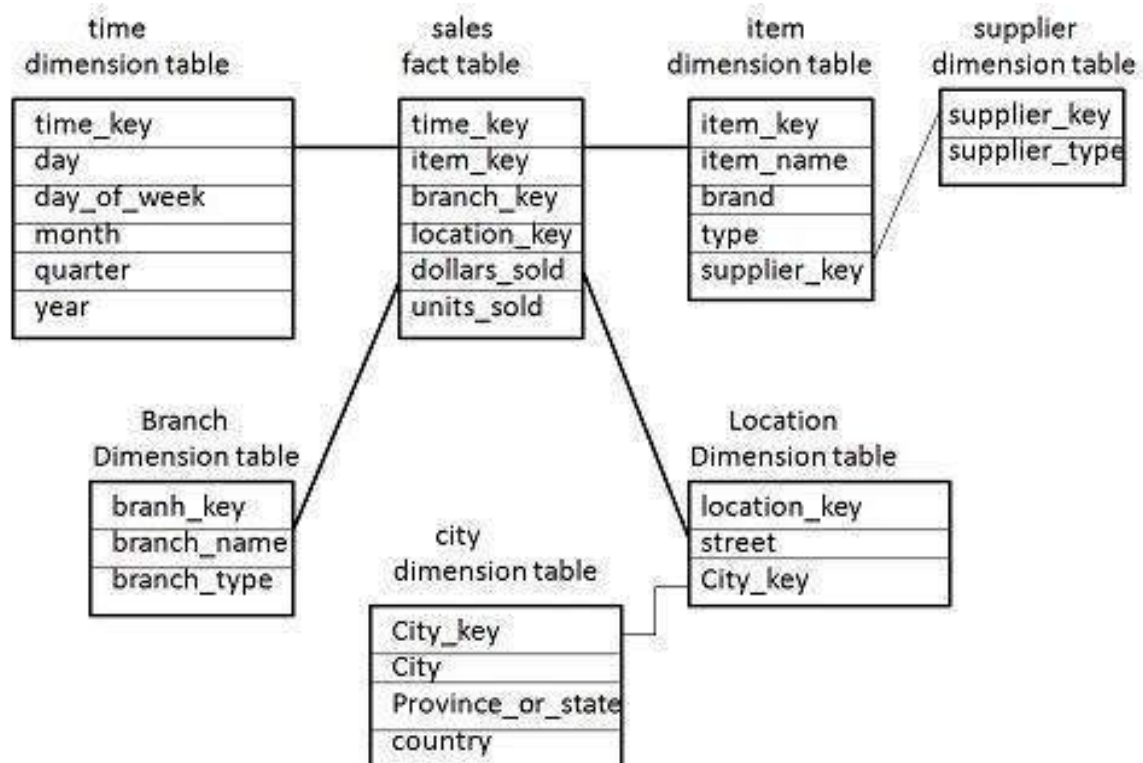 time
dimension table
time_key
day
day_of_week
month
quarter
year
sales
fact table
time_key
item_key
branch_key
location_key
dollars_sold
units_sold
item
dimension table
item_key
item_name
brand
type
supplier_key
supplier
dimension table
supplier_key
supplier_type
Branch
Dimension table
branh_key
branch_name
branch_type
city
dimension table
City_key
City
Province_or_state
country
Location
Dimension table
location_key
street
City_key